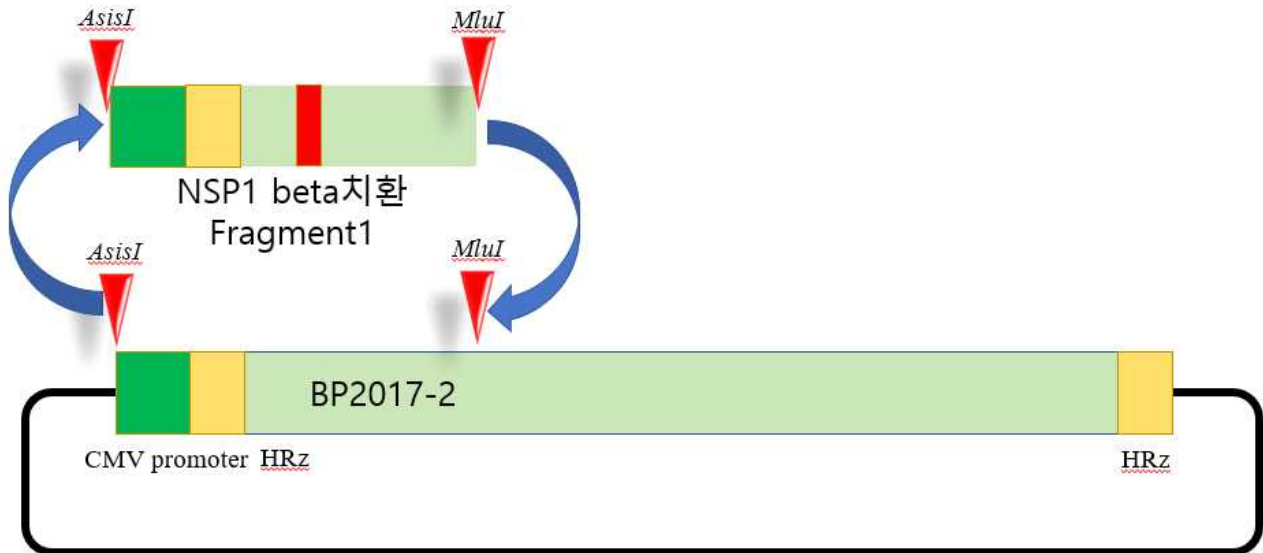 AsisI
MluI
NSP1 beta치환
Fragment1
AsisI
MluI
BP2017-2
CMV promoter
HRz
HRz